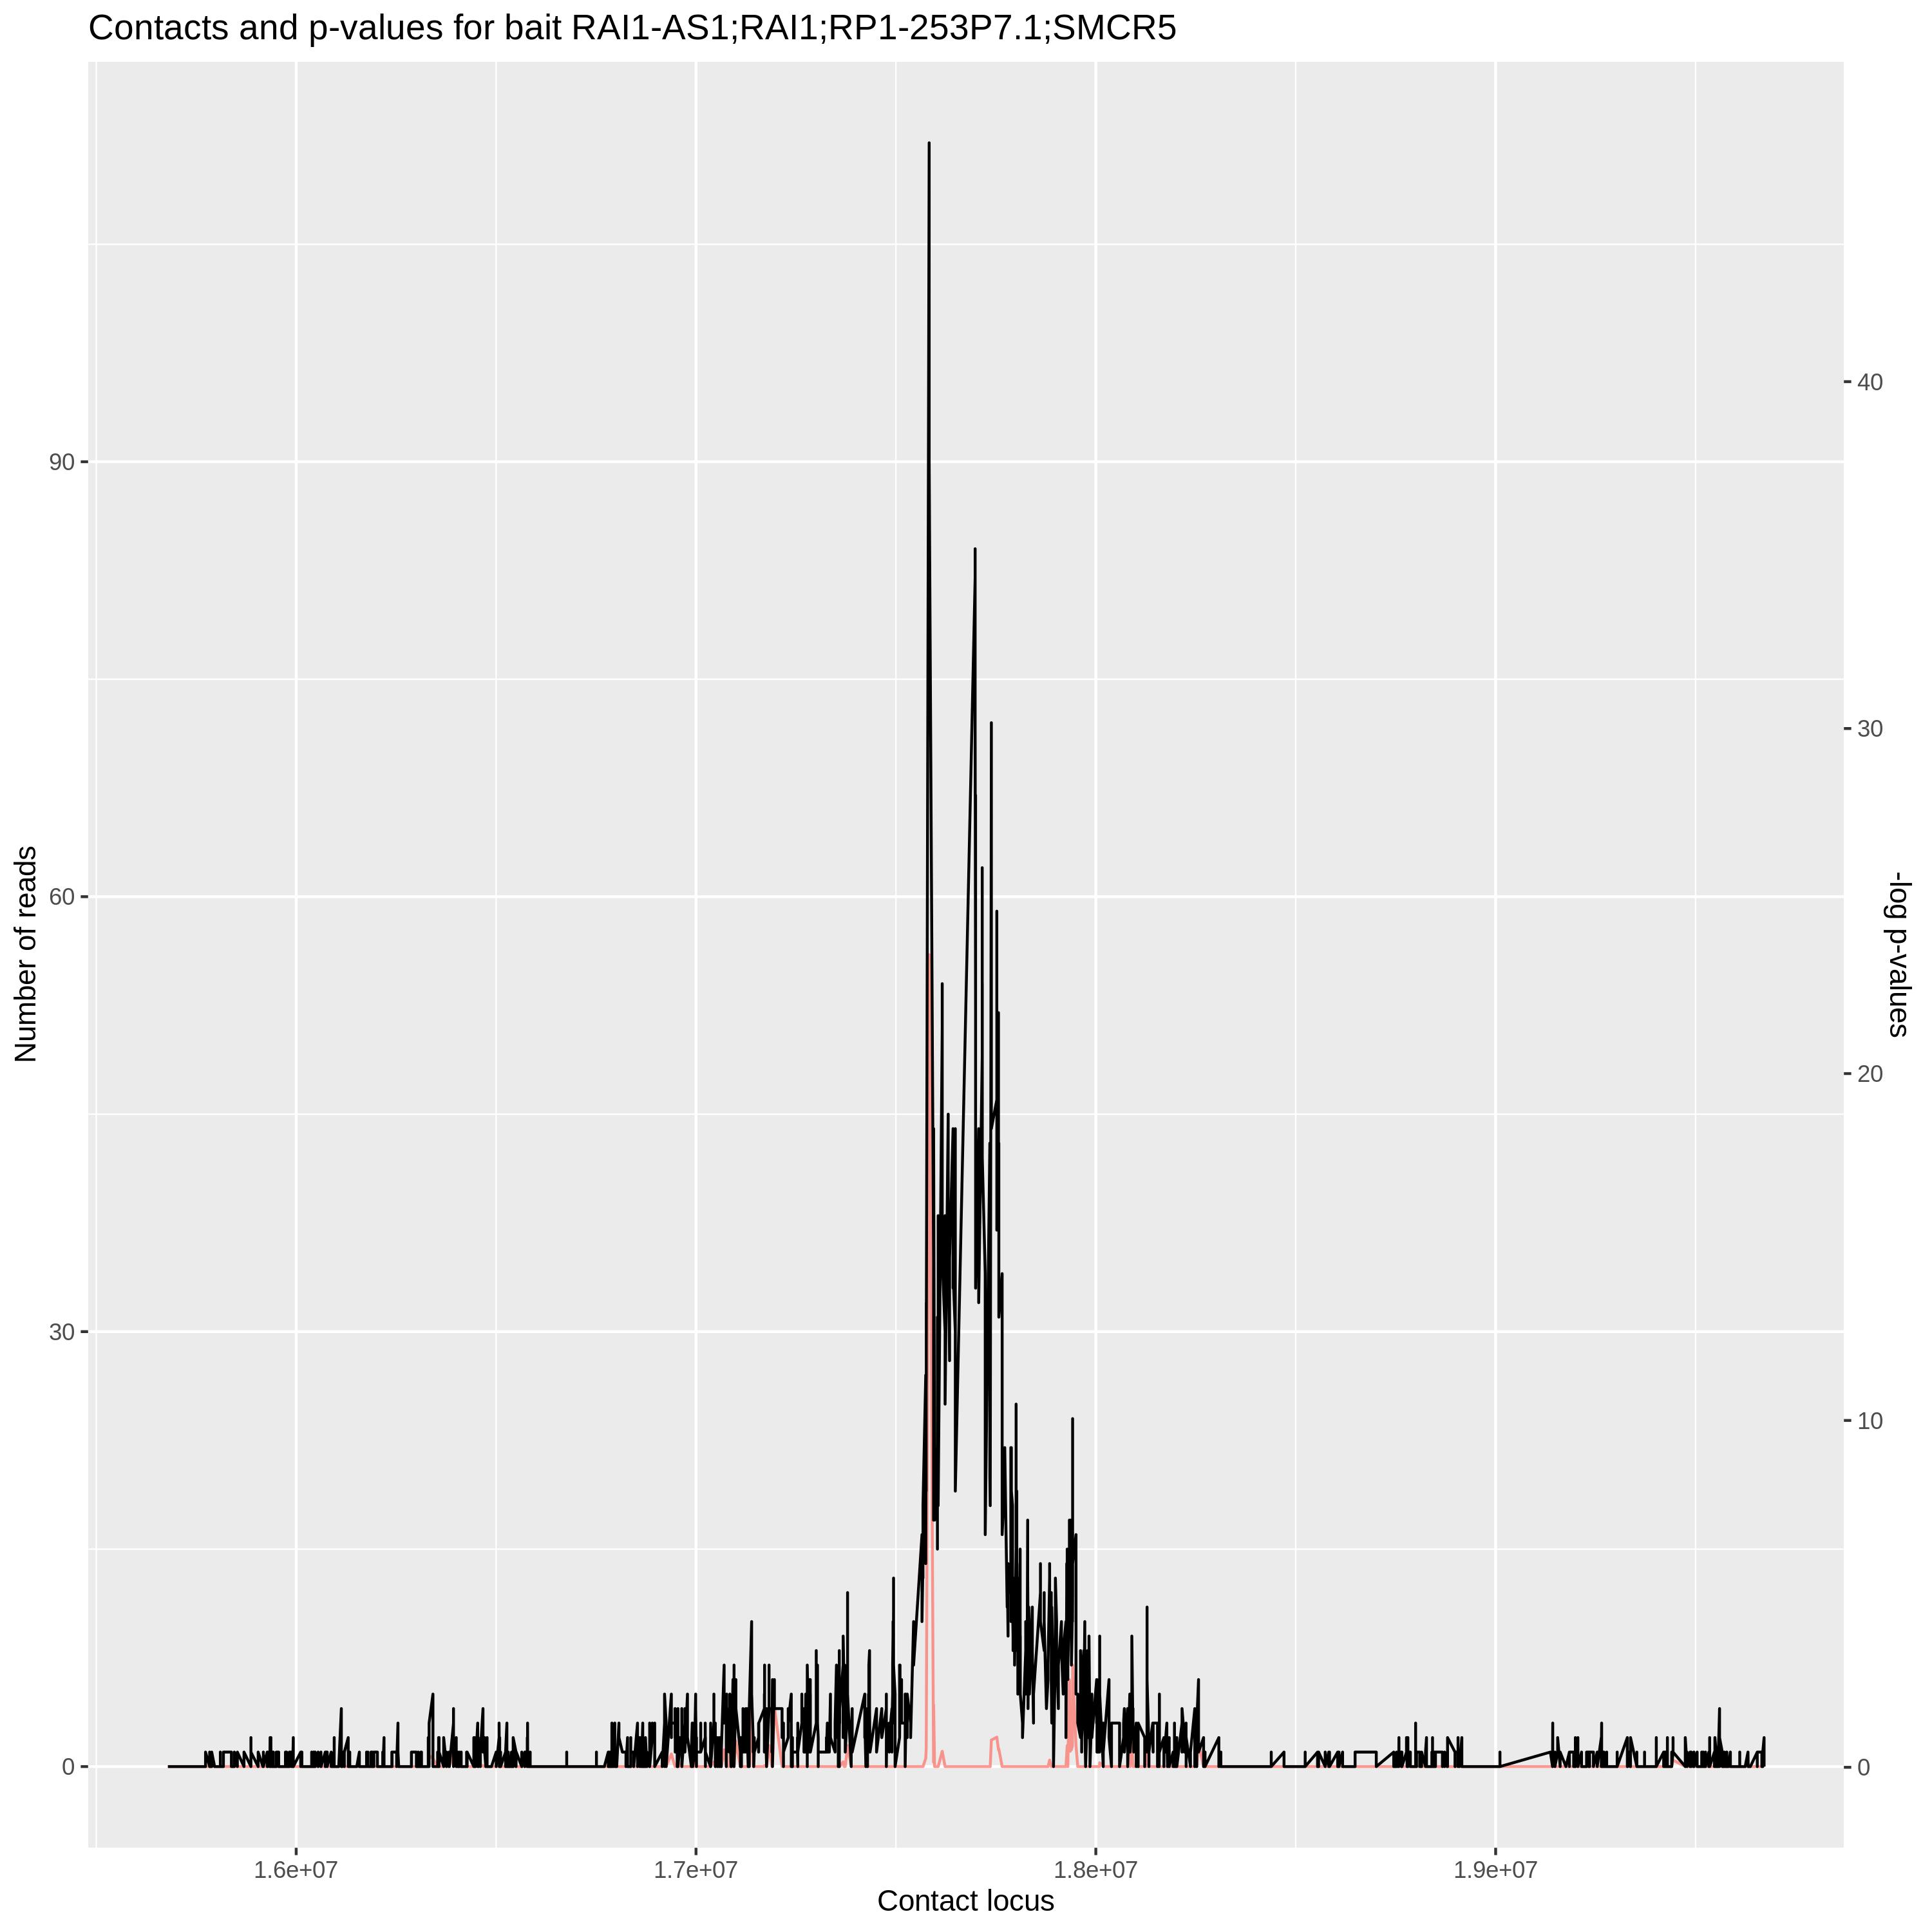 Contacts and p-values for bait RAI1-AS1;RAI1;RP1-253P7.1;SMCR5
Number of reads
90
60
30
0
40
30
20
10
0
-log p-values
1.6e+07
1.7e+07
1.8e+07
1.9e+07
Contact locus